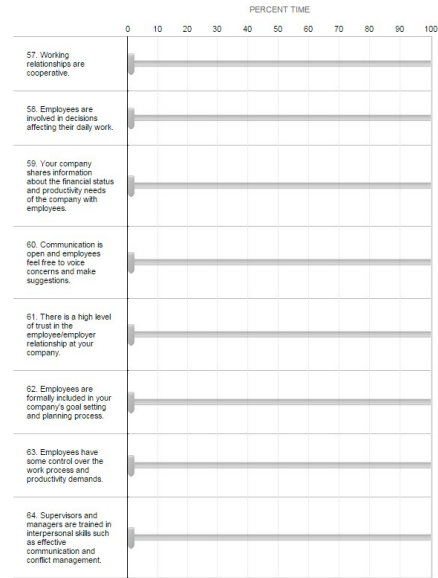 PERCENT TIME
0 10 20 30 40 50 60 70 80 90 100
57. Working
relationships are
cooperative.
58. Employees are
involved in decisions
affecting their daily work.
59. Your company
shares information
about the financial status
and productivity needs
of the company with
employees.
60. Communication is
open and employees
feel free to voice
concerns and make
suggestions.
61. There is a high level
of trust in the
employee/employer
relationship at your
company.
62. Employees are
formally included in your
company's goal setting
and planning process.
63. Employees have
some control over the
work process and
productivity demands.
64. Supervisors and
managers are trained in
interpersonal skills such
as effective
communication and
conflict management.